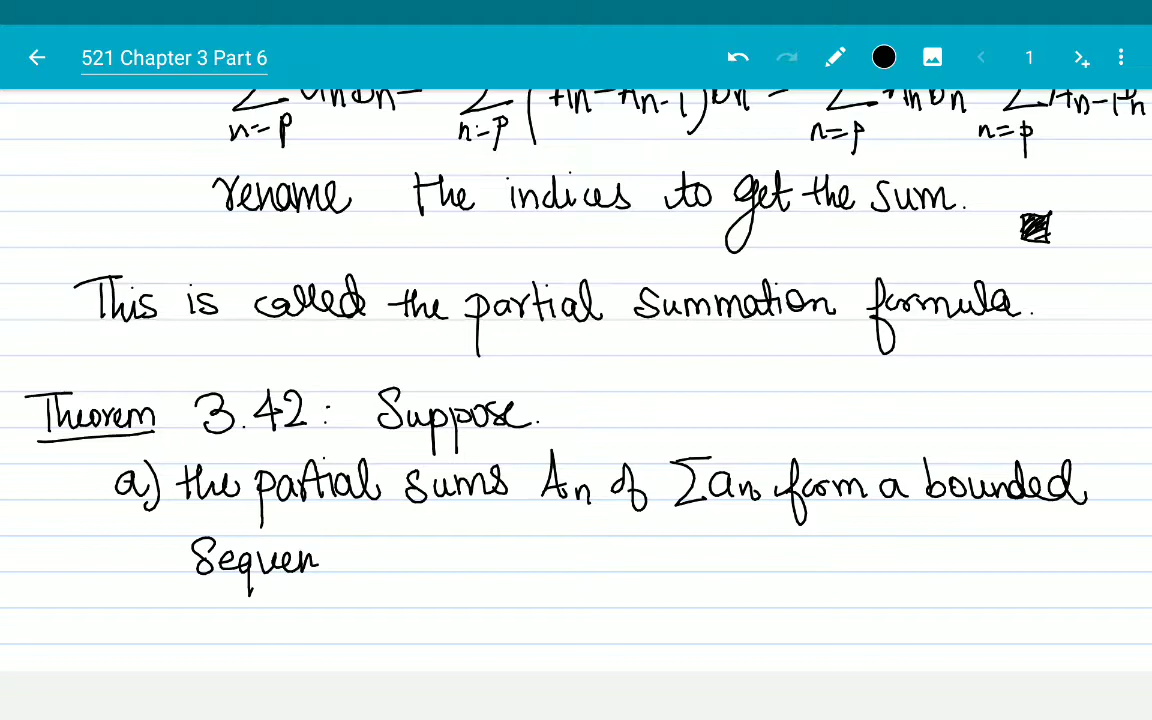 521 Chapter 3 Part 6
1
n=p n=p n=p n=p
rename the indices to get the sum.
This is called the partial summation formula.
Theorem 3.42: Suppose.
a) the partial sums An of Σan form a bounded
Sequen